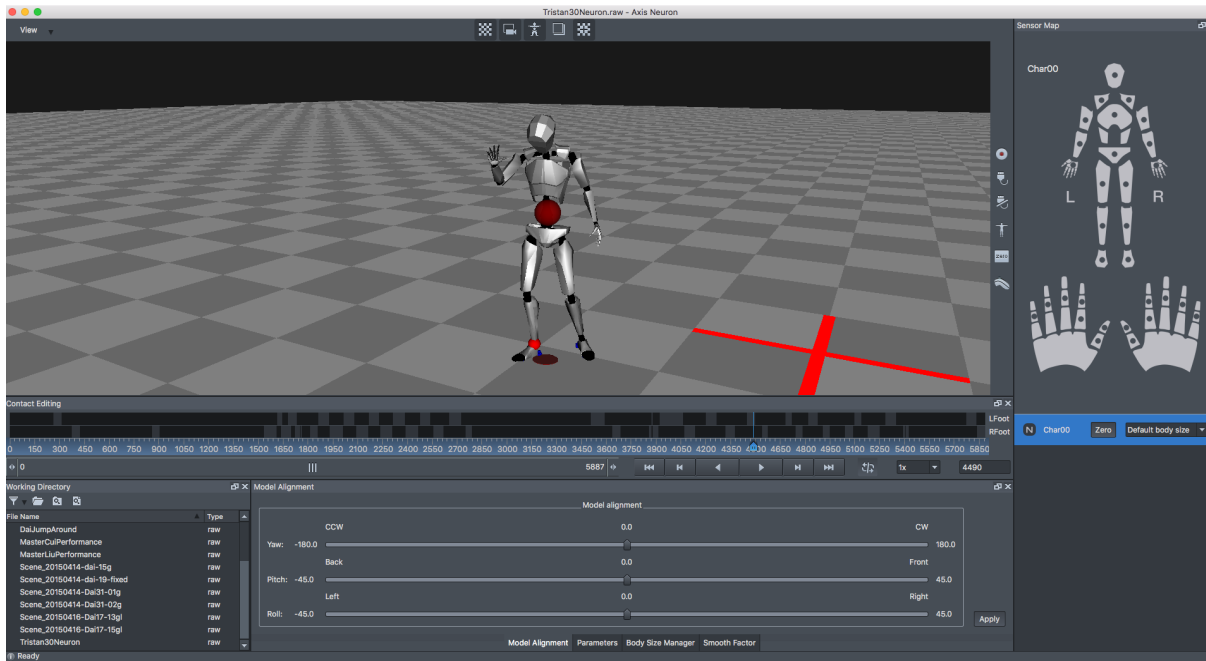 Tristan30Neuron.raw - Axis Neuron
View
Sensor Map
Char00
L R
Zero
Contact Editing
LFoot
RFoot
0 150 300 450 600 750 900 1050 1200 1350 1500 1650 1800 1950 2100 2250 2400 2550 2700 2850 3000 3150 3300 3450 3600 3750 3900 4050 4200 4350 4500 4650 4800 4950 5100 5250 5400 5550 5700 5850
0 5887 1x 4490
N Char00 Zero Default body size
Working Directory
File Name Type
DaiJumpAround raw
MasterCuiPerformance raw
MasterLiuPerformance raw
Scene_20150414-dai-15g raw
Scene_20150414-dai-19-fixed raw
Scene_20150414-Dai31-01g raw
Scene_20150414-Dai31-02g raw
Scene_20150416-Dai17-13gl raw
Scene_20150416-Dai17-15gl raw
Tristan30Neuron raw
Model Alignment
Model alignment
CCW 0.0 CW
Yaw: -180.0 180.0
Back 0.0 Front
Pitch: -45.0 45.0
Left 0.0 Right
Roll: -45.0 45.0
Apply
Model Alignment Parameters Body Size Manager Smooth Factor
Ready